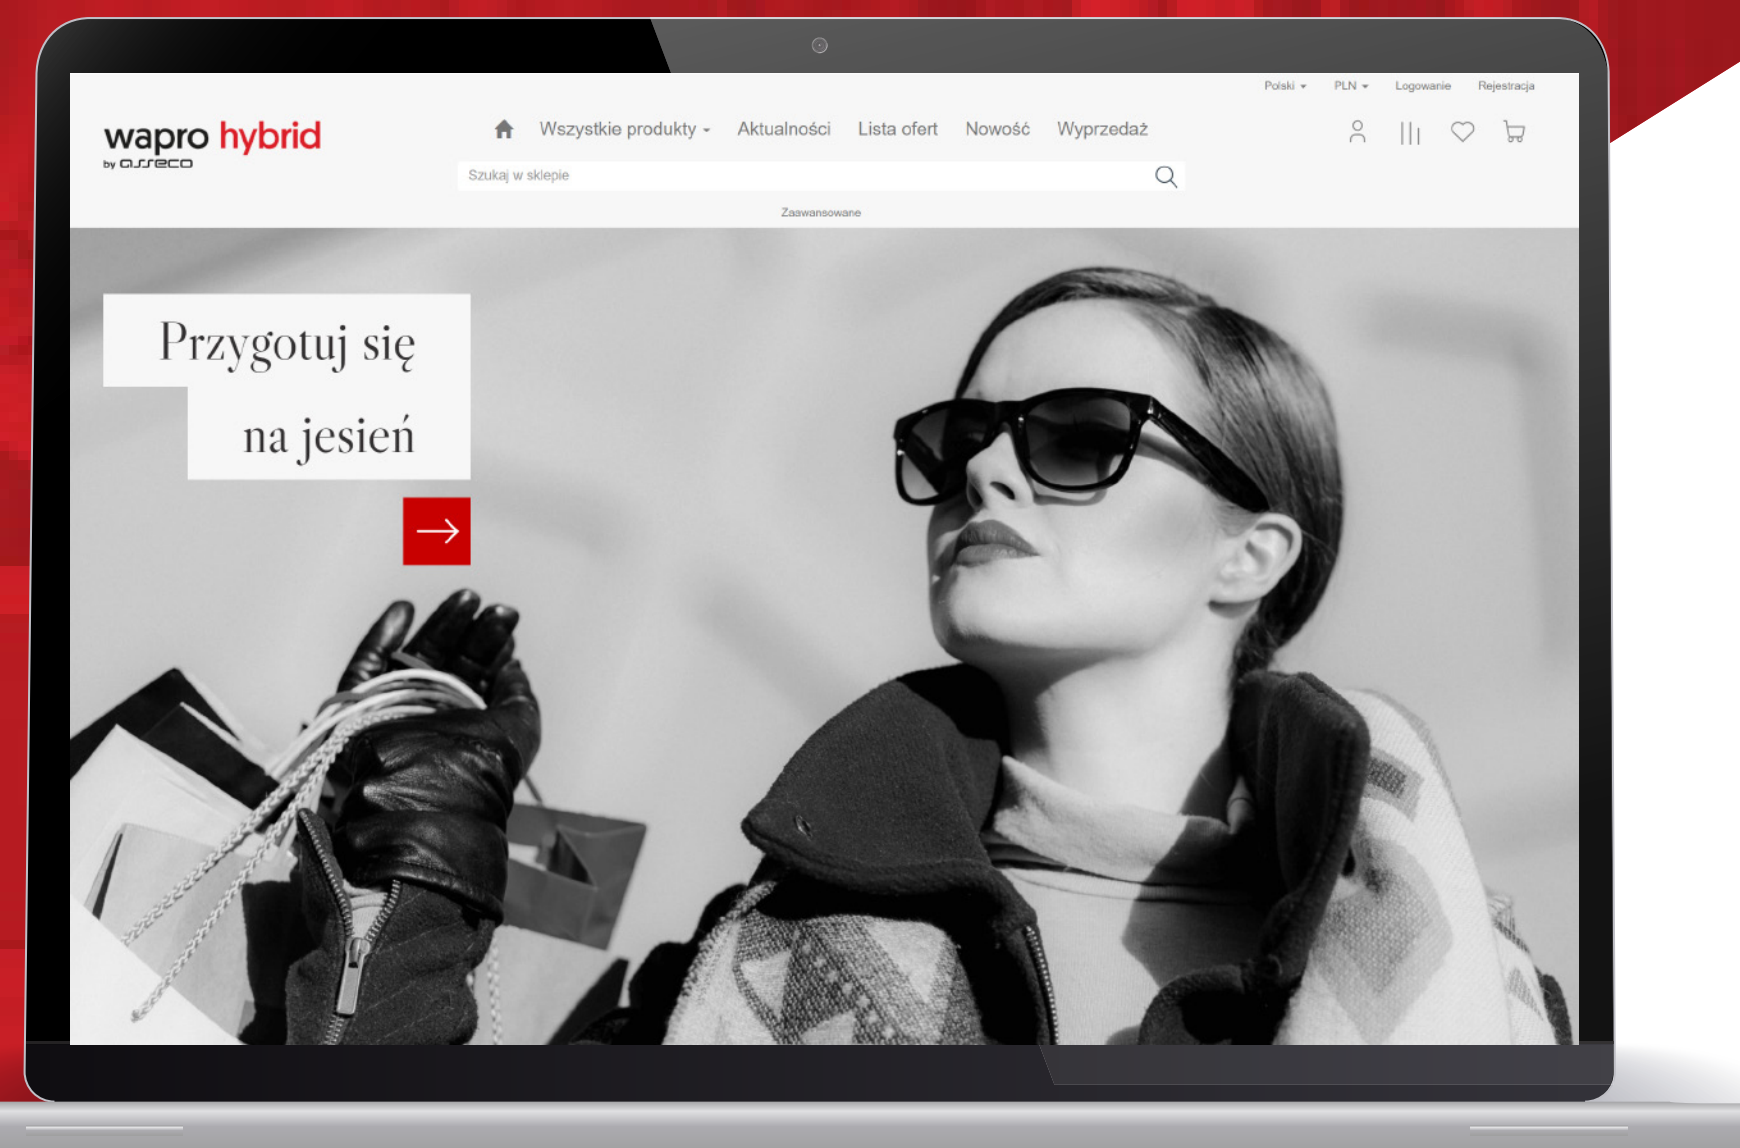 Polski PLN Logowanie Rejestracja
wapro hybrid
by asseco
Wszystkie produkty Aktualności Lista ofert Nowość Wyprzedaż
Szukaj w sklepie
Zaawansowane
Przygotuj się
na jesień